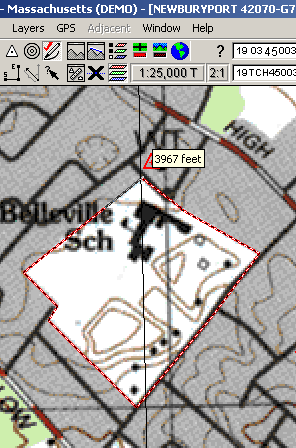 - Massachusetts (DEMO) - [NEWBURYPORT 42070-G7
Layers GPS Adjacent Window Help
19 03 45003
1:25,000 T 2:1 19TCH45003
HIGH
3967 feet
Belleville
Sch